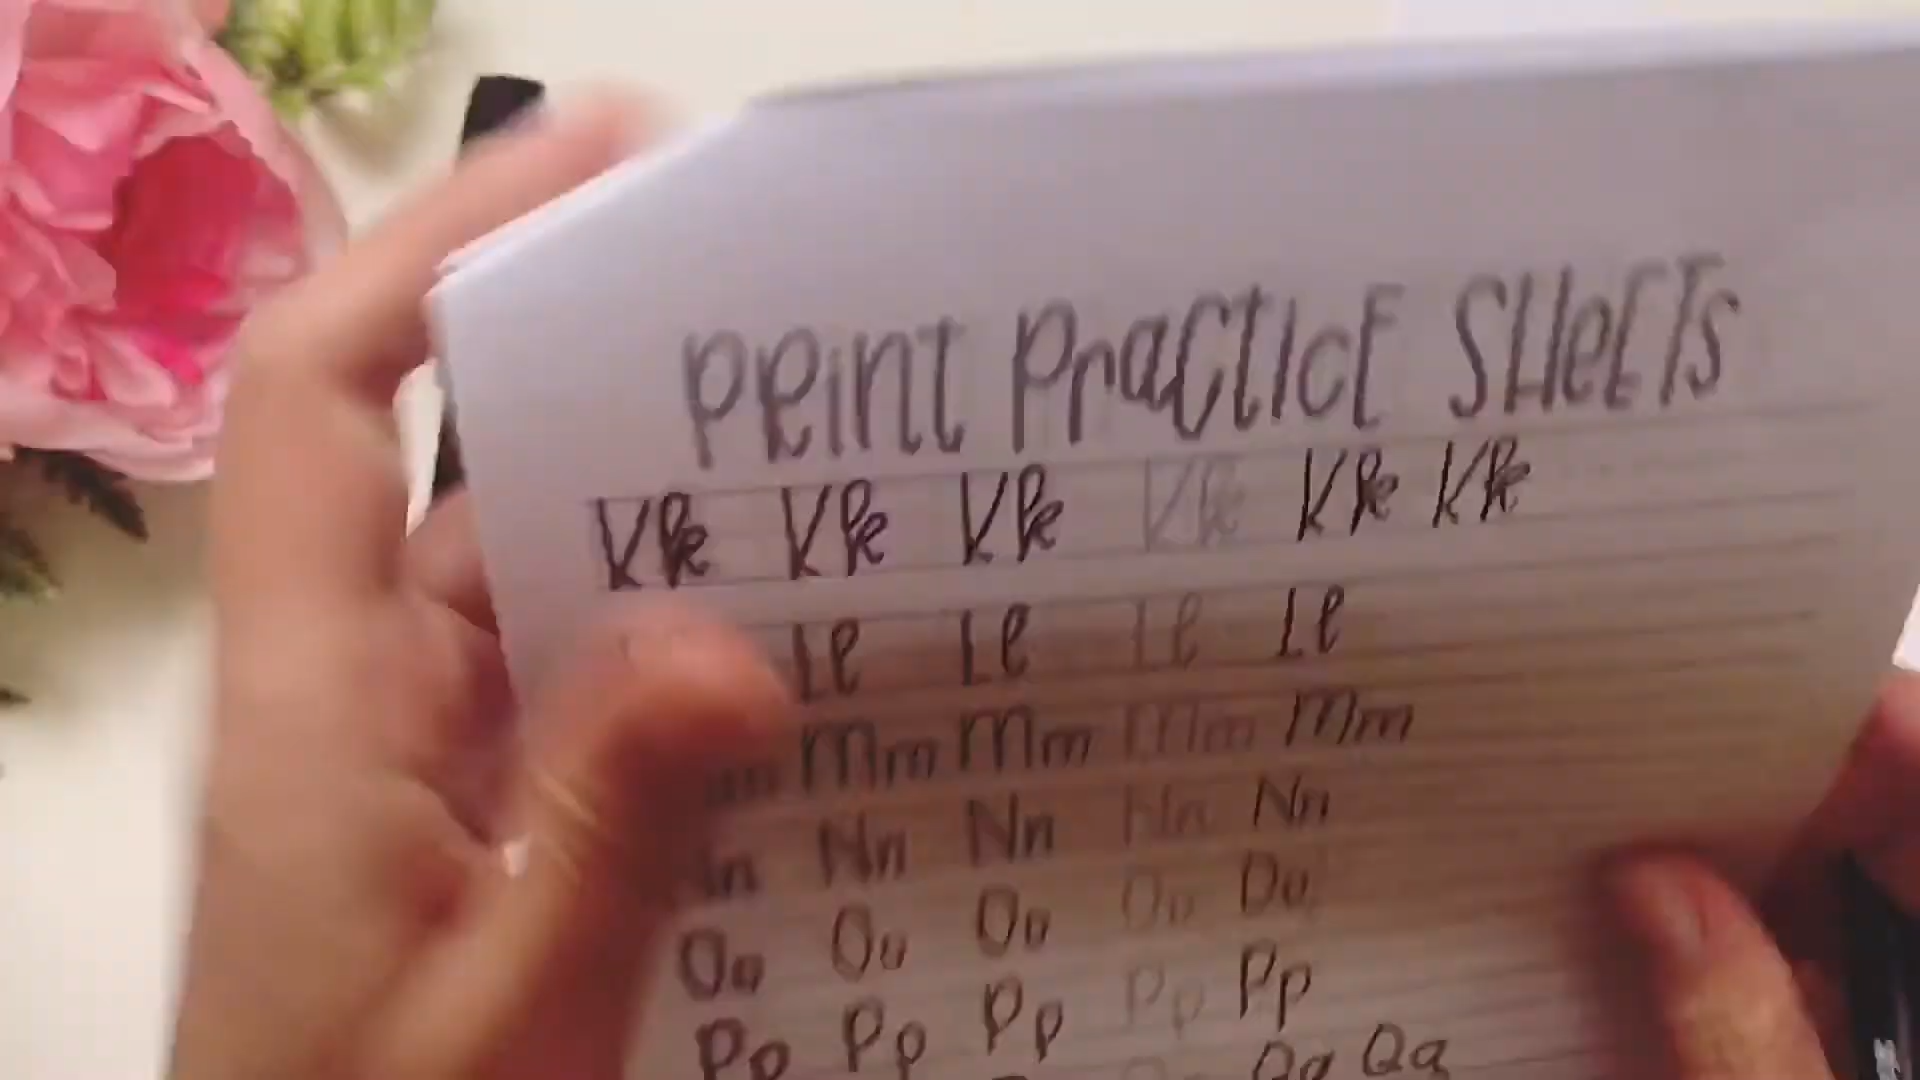 PRINT PRACTICE SHEETS
Kk Kk Kk Kk Kk Kk
Ll Ll Ll Ll
Mm Mm Mm Mm
Nn Nn Nn Nn Nn
Oo Oo Oo Oo Oo
Pp Pp Pp Pp Pp
Qq Qq